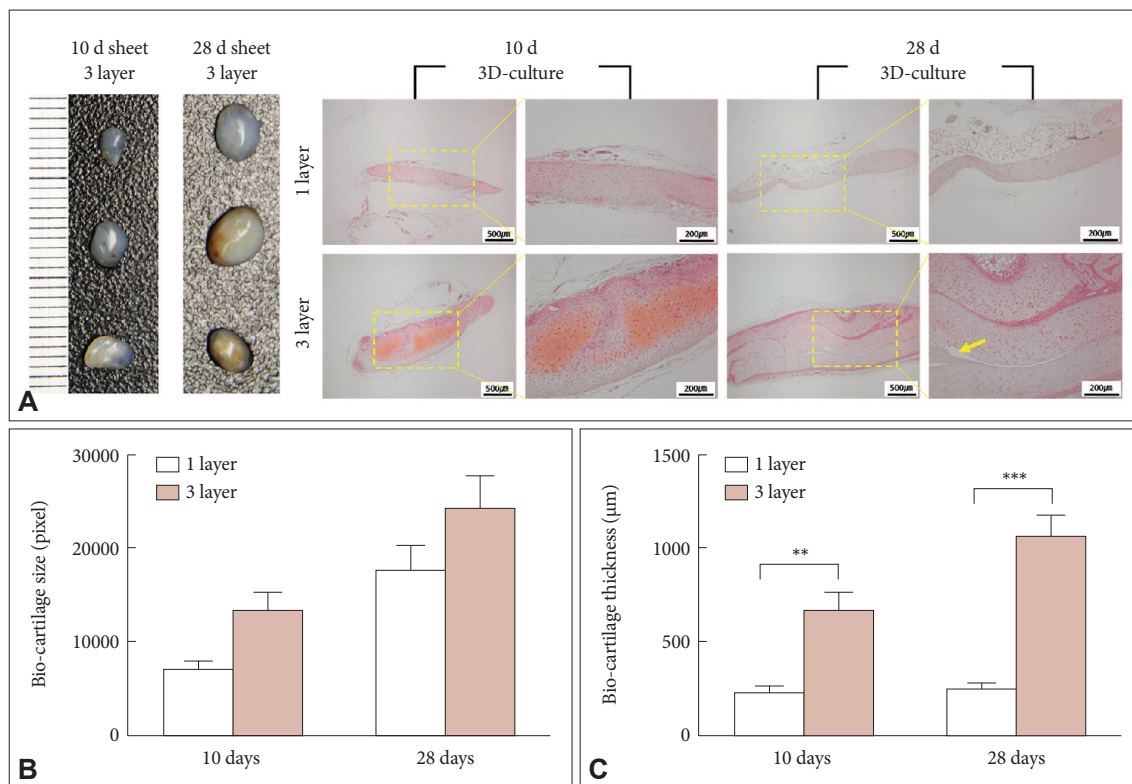 10 d sheet
3 layer
28 d sheet
3 layer
10 d
3D-culture
28 d
3D-culture
1 layer
500μm
200μm
500μm
200μm
3 layer
500μm
200μm
500μm
200μm
A
30000
20000
10000
0
Bio-cartilage size (pixel)
1 layer
3 layer
10 days
28 days
B
1500
1000
500
0
Bio-cartilage thickness (μm)
1 layer
3 layer
**
***
10 days
28 days
C